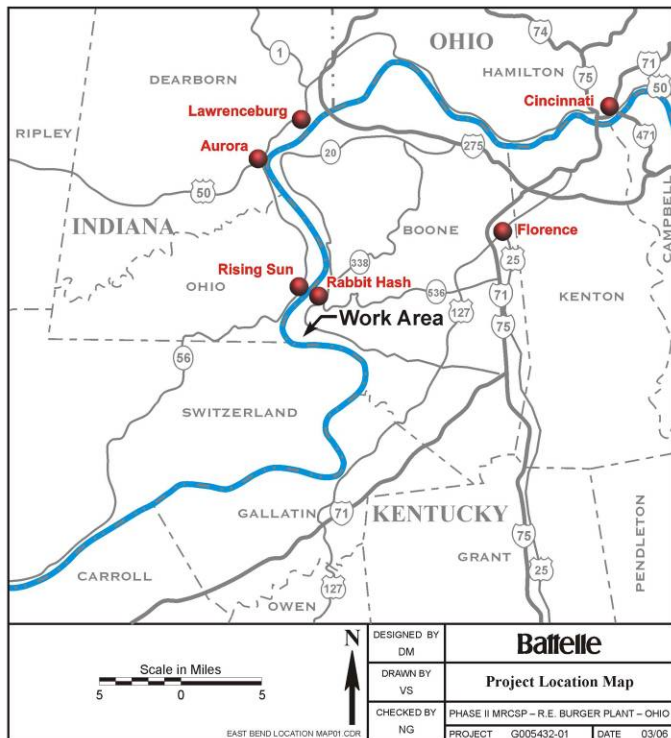 OHIO
74
71
1
DEARBORN
HAMILTON
75
50
Lawrenceburg
Cincinnati
RIPLEY
Aurora
20
275
471
50
INDIANA
BOONE
CAMPBELL
Florence
338
25
Rising Sun
Rabbit Hash
OHIO
536
71
KENTON
127
Work Area
75
56
SWITZERLAND
GALLATIN
71
KENTUCKY
75
GRANT
25
PENDLETON
CARROLL
127
OWEN
Scale in Miles
5 0 5
N
EAST BEND LOCATION MAP01.CDR
DESIGNED BY
DM
Battelle
DRAWN BY
VS
Project Location Map
CHECKED BY
NG
PHASE II MRCSP – R.E. BURGER PLANT – OHIO
PROJECT G005432-01 DATE 03/06